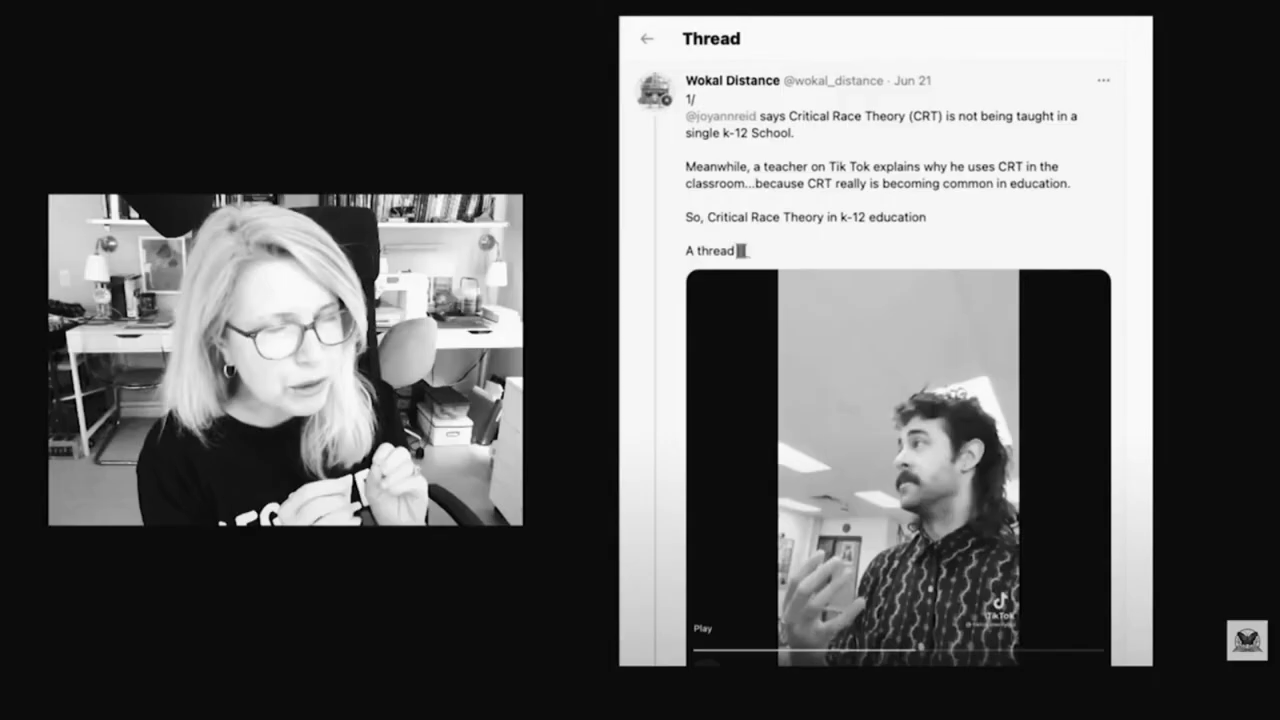 Thread
Wokal Distance @wokal_distance · Jun 21
1/
@joyannreid says Critical Race Theory (CRT) is not being taught in a
single k-12 School.
Meanwhile, a teacher on Tik Tok explains why he uses CRT in the
classroom...because CRT really is becoming common in education.
So, Critical Race Theory in k-12 education
A thread🧵
TikTok
Play